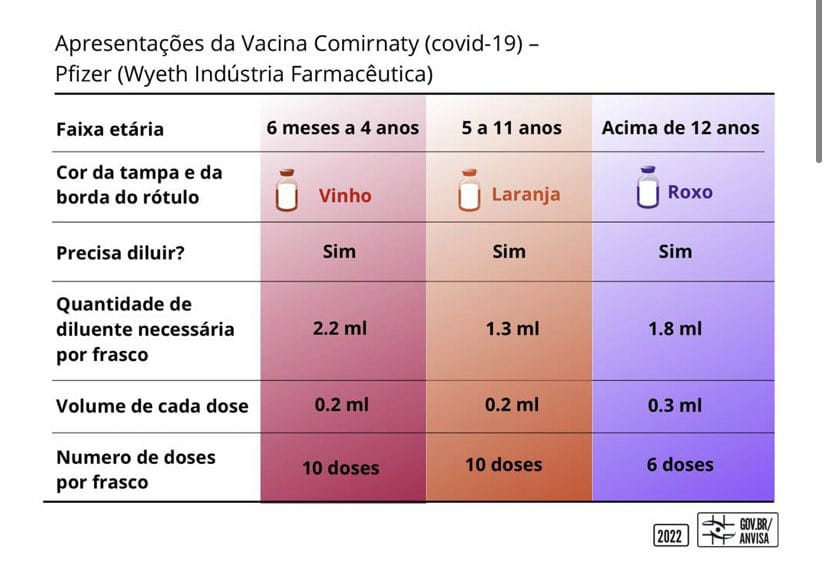 Apresentações da Vacina Comirnaty (covid-19) –
Pfizer (Wyeth Indústria Farmacêutica)
Faixa etária 6 meses a 4 anos 5 a 11 anos Acima de 12 anos
Cor da tampa e da
borda do rótulo Vinho Laranja Roxo
Precisa diluir? Sim Sim Sim
Quantidade de
diluente necessária 2.2 ml 1.3 ml 1.8 ml
por frasco
Volume de cada dose 0.2 ml 0.2 ml 0.3 ml
Numero de doses
por frasco 10 doses 10 doses 6 doses
2022 GOV.BR/
ANVISA